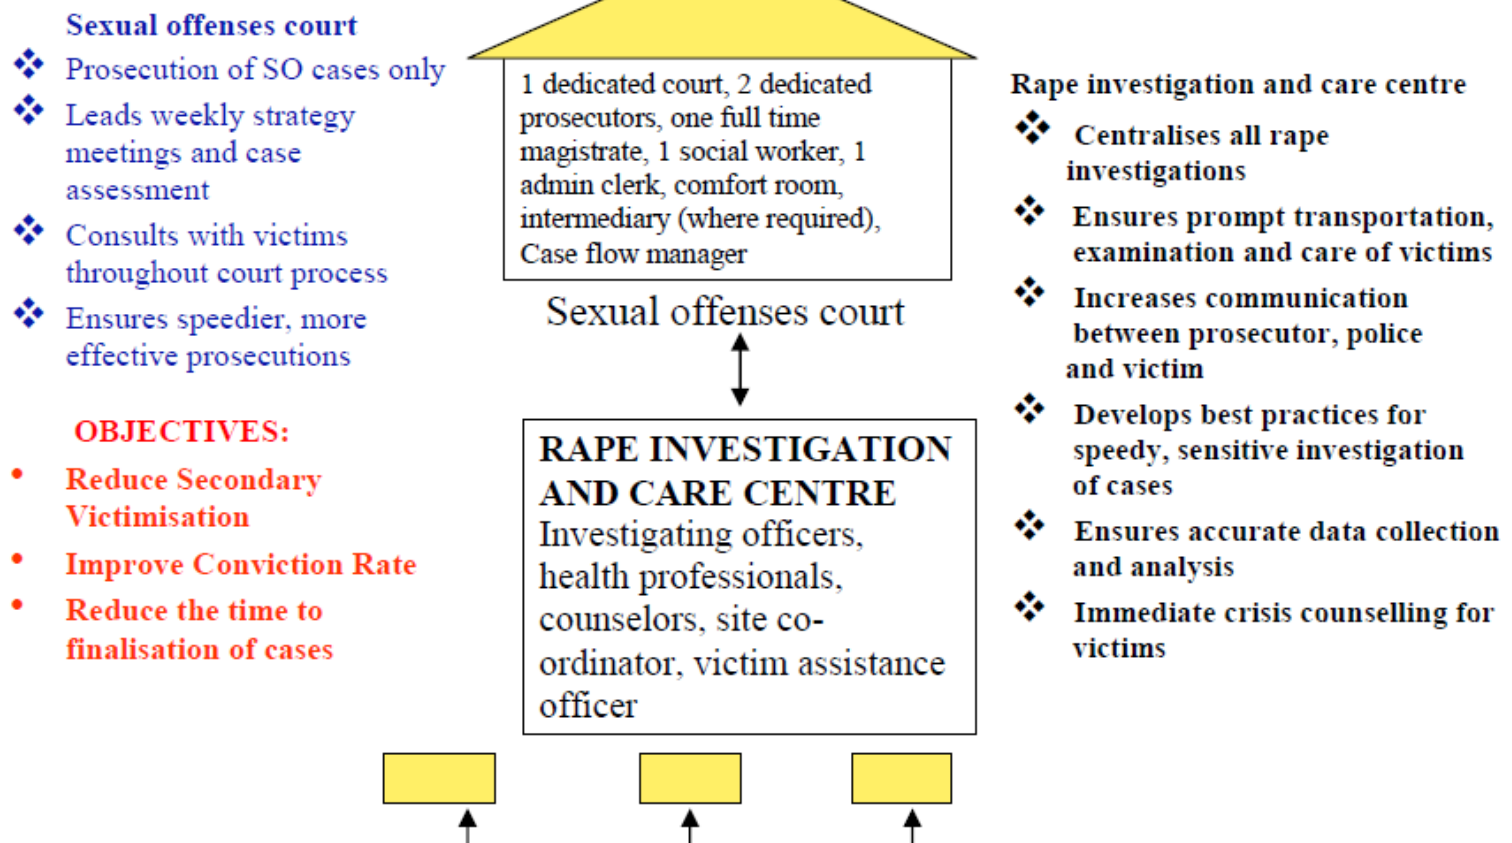 Sexual offenses court
❖ Prosecution of SO cases only
❖ Leads weekly strategy
meetings and case
assessment
❖ Consults with victims
throughout court process
❖ Ensures speedier, more
effective prosecutions
OBJECTIVES:
• Reduce Secondary
Victimisation
• Improve Conviction Rate
• Reduce the time to
finalisation of cases
1 dedicated court, 2 dedicated
prosecutors, one full time
magistrate, 1 social worker, 1
admin clerk, comfort room,
intermediary (where required),
Case flow manager
Sexual offenses court
RAPE INVESTIGATION
AND CARE CENTRE
Investigating officers,
health professionals,
counselors, site co-
ordinator, victim assistance
officer
Rape investigation and care centre
❖ Centralises all rape
investigations
❖ Ensures prompt transportation,
examination and care of victims
❖ Increases communication
between prosecutor, police
and victim
❖ Develops best practices for
speedy, sensitive investigation
of cases
❖ Ensures accurate data collection
and analysis
❖ Immediate crisis counselling for
victims